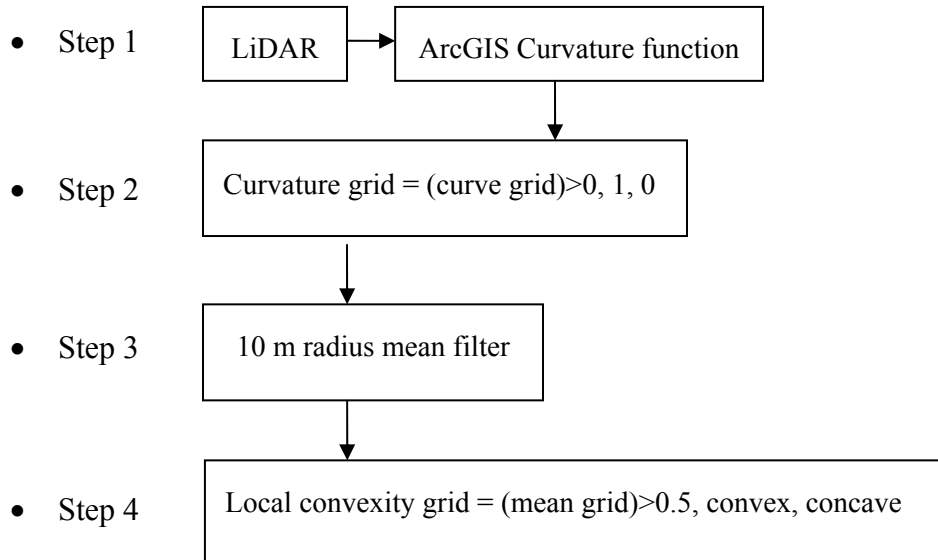 • Step 1 LiDAR ArcGIS Curvature function
• Step 2 Curvature grid = (curve grid)>0, 1, 0
• Step 3 10 m radius mean filter
• Step 4 Local convexity grid = (mean grid)>0.5, convex, concave